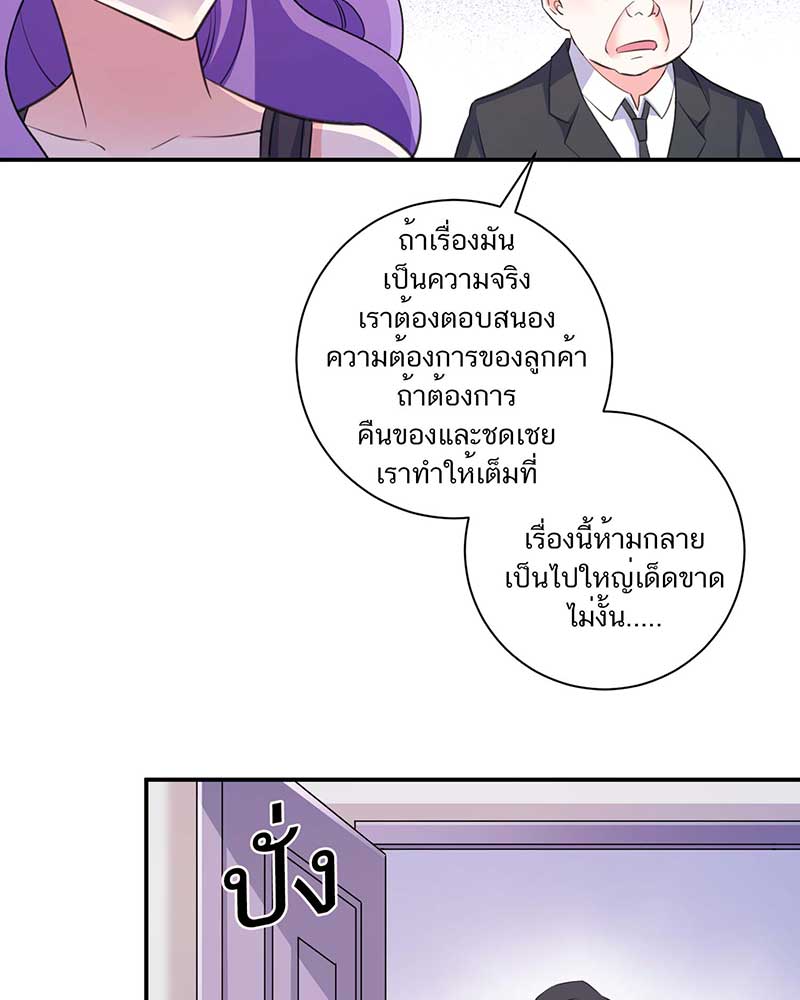 ถ้าเรื่องมัน
เป็นความจริง
เราต้องตอบสนอง
ความต้องการของลูกค้า
ถ้าต้องการ
คืนของและชดเชย
เราทำให้เต็มที่
เรื่องนี้ห้ามกลาย
เป็นไปใหญ่เด็ดขาด
ไม่งั้น.....
ปั่ง